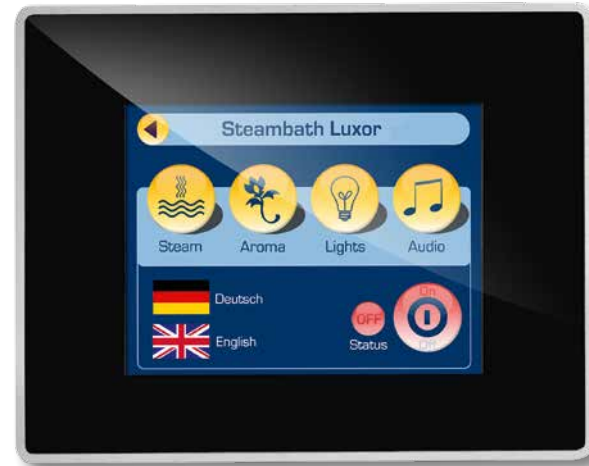 Steambath Luxor
Steam Aroma Lights Audio
Deutsch
English
OFF
Status
On
Off